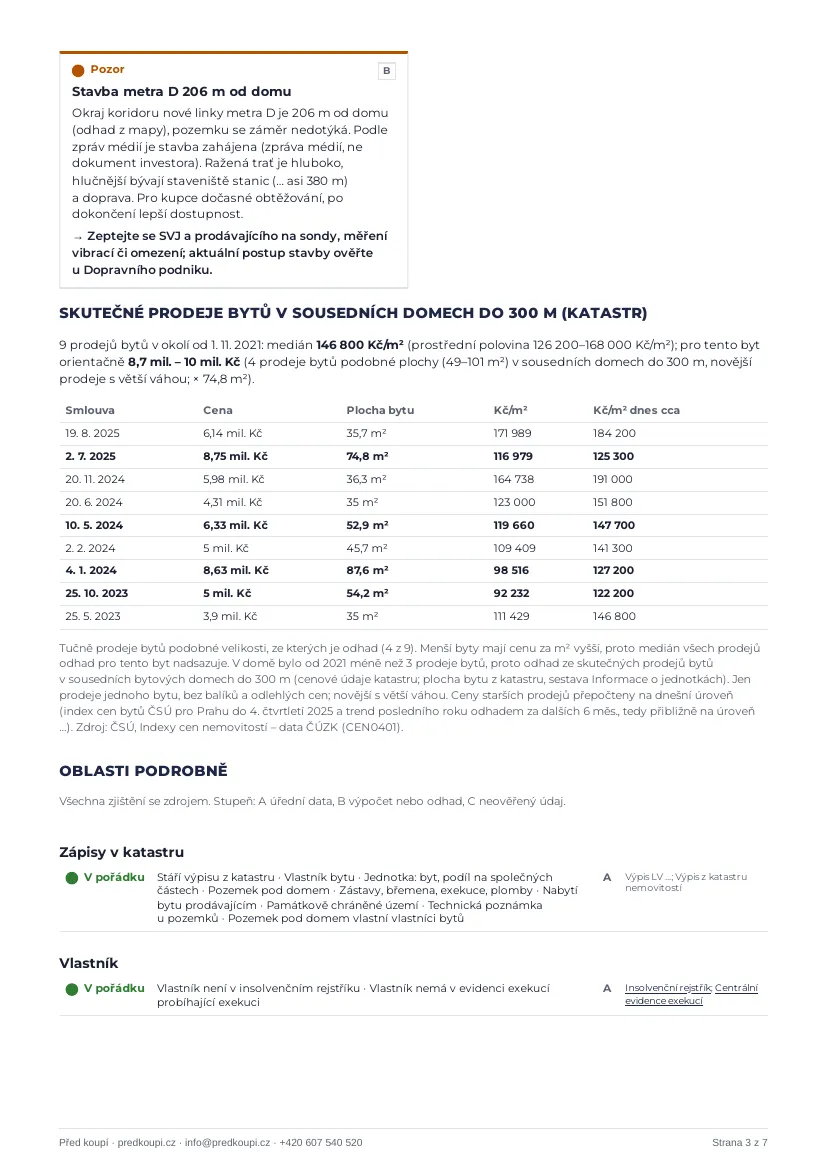 Pozor
B
Stavba metra D 206 m od domu
Okraj koridoru nové linky metra D je 206 m od domu
(odhad z mapy), pozemku se záměr nedotýká. Podle
zpráv médií je stavba zahájena (zpráva médií, ne
dokument investora). Ražená trať je hluboko,
hlučnější bývají staveniště stanic (... asi 380 m)
a doprava. Pro kupce dočasné obtěžování, po
dokončení lepší dostupnost.
→ Zeptejte se SVJ a prodávajícího na sondy, měření
vibrací či omezení; aktuální postup stavby ověřte
u Dopravního podniku.
SKUTEČNÉ PRODEJE BYTŮ V SOUSEDNÍCH DOMECH DO 300 M (KATASTR)
9 prodejů bytů v okolí od 1. 11. 2021: medián 146 800 Kč/m² (prostřední polovina 126 200–168 000 Kč/m²); pro tento byt
orientačně 8,7 mil. – 10 mil. Kč (4 prodeje bytů podobné plochy (49–101 m²) v sousedních domech do 300 m, novější
prodeje s větší váhou; × 74,8 m²).
Smlouva Cena Plocha bytu Kč/m² Kč/m² dnes cca
19. 8. 2025 6,14 mil. Kč 35,7 m² 171 989 184 200
2. 7. 2025 8,75 mil. Kč 74,8 m² 116 979 125 300
20. 11. 2024 5,98 mil. Kč 36,3 m² 164 738 191 000
20. 6. 2024 4,31 mil. Kč 35 m² 123 000 151 800
10. 5. 2024 6,33 mil. Kč 52,9 m² 119 660 147 700
2. 2. 2024 5 mil. Kč 45,7 m² 109 409 141 300
4. 1. 2024 8,63 mil. Kč 87,6 m² 98 516 127 200
25. 10. 2023 5 mil. Kč 54,2 m² 92 232 122 200
25. 5. 2023 3,9 mil. Kč 35 m² 111 429 146 800
Tučně prodeje bytů podobné velikosti, ze kterých je odhad (4 z 9). Menší byty mají cenu za m² vyšší, proto medián všech prodejů
odhad pro tento byt nadsazuje. V domě bylo od 2021 méně než 3 prodeje bytů, proto odhad ze skutečných prodejů bytů
v sousedních bytových domech do 300 m (cenové údaje katastru; plocha bytu z katastru, sestava Informace o jednotkách). Jen
prodeje jednoho bytu, bez balíků a odlehlých cen; novější s větší váhou. Ceny starších prodejů přepočteny na dnešní úroveň
(index cen bytů ČSÚ pro Prahu do 4. čtvrtletí 2025 a trend posledního roku odhadem za dalších 6 měs., tedy přibližně na úroveň
...). Zdroj: ČSÚ, Indexy cen nemovitostí – data ČÚZK (CEN0401).
OBLASTI PODROBNĚ
Všechna zjištění se zdrojem. Stupeň: A úřední data, B výpočet nebo odhad, C neověřený údaj.
Zápisy v katastru
V pořádku Stáří výpisu z katastru · Vlastník bytu · Jednotka: byt, podíl na společných A Výpis LV ...; Výpis z katastru
částech · Pozemek pod domem · Zástavy, břemena, exekuce, plomby · Nabytí nemovitostí
bytu prodávajícím · Památkově chráněné území · Technická poznámka
u pozemků · Pozemek pod domem vlastní vlastníci bytů
Vlastník
V pořádku Vlastník není v insolvenčním rejstříku · Vlastník nemá v evidenci exekucí A Insolvenční rejstřík; Centrální
probíhající exekuci evidence exekucí
Před koupí · predkoupi.cz · info@predkoupi.cz · +420 607 540 520 Strana 3 z 7